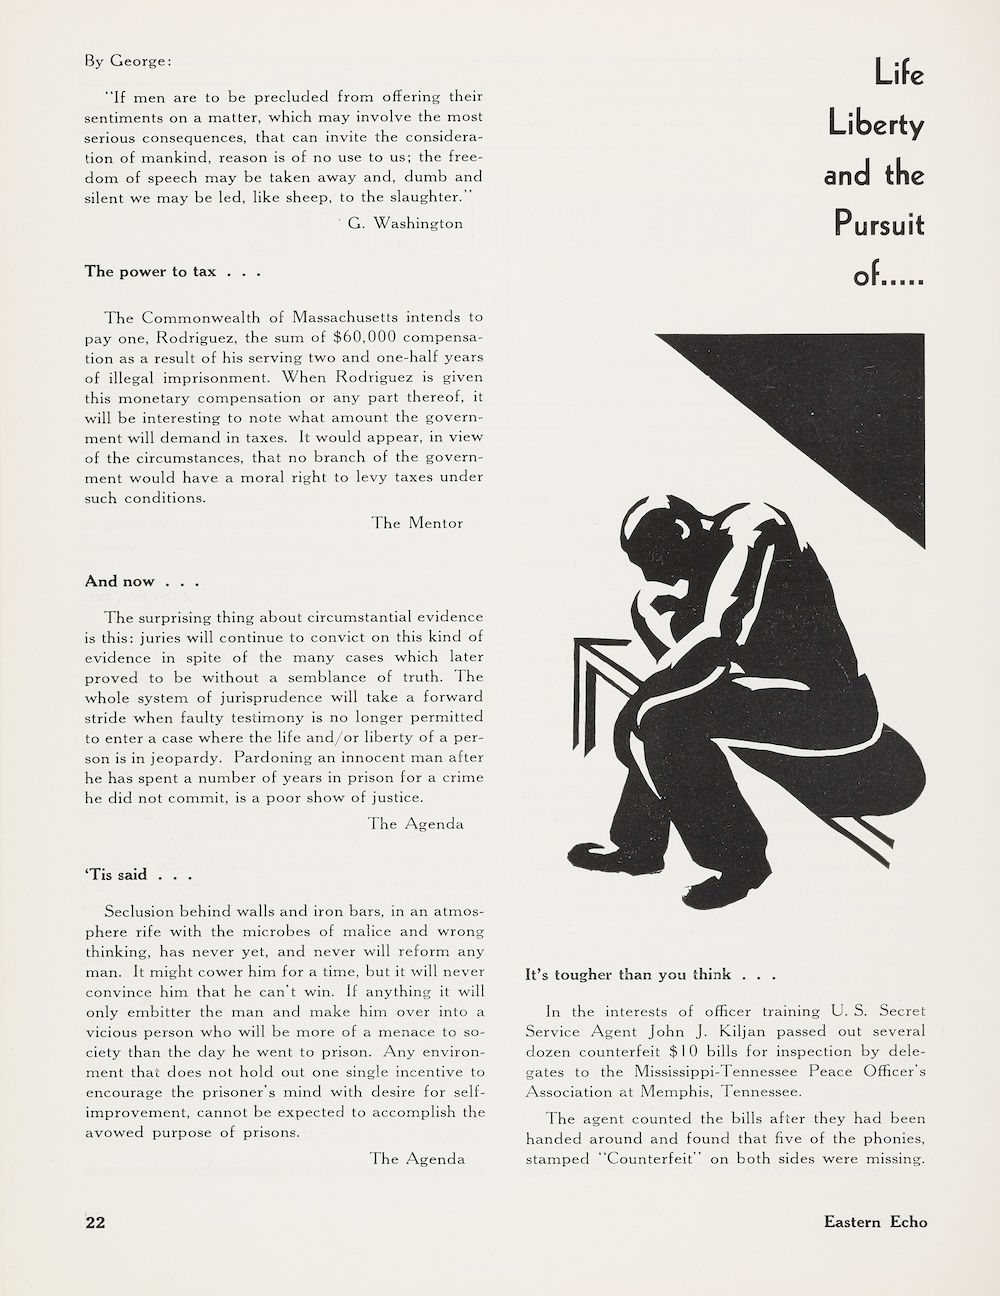 By George:
"If men are to be precluded from offering their
sentiments on a matter, which may involve the most
serious consequences, that can invite the considera-
tion of mankind, reason is of no use to us; the free-
dom of speech may be taken away and, dumb and
silent we may be led, like sheep, to the slaughter."
G. Washington
The power to tax . . .
The Commonwealth of Massachusetts intends to
pay one, Rodriguez, the sum of $60,000 compensa-
tion as a result of his serving two and one-half years
of illegal imprisonment. When Rodriguez is given
this monetary compensation or any part thereof, it
will be interesting to note what amount the govern-
ment will demand in taxes. It would appear, in view
of the circumstances, that no branch of the govern-
ment would have a moral right to levy taxes under
such conditions.
The Mentor
And now . . .
The surprising thing about circumstantial evidence
is this: juries will continue to convict on this kind of
evidence in spite of the many cases which later
proved to be without a semblance of truth. The
whole system of jurisprudence will take a forward
stride when faulty testimony is no longer permitted
to enter a case where the life and/or liberty of a per-
son is in jeopardy. Pardoning an innocent man after
he has spent a number of years in prison for a crime
he did not commit, is a poor show of justice.
The Agenda
'Tis said . . .
Seclusion behind walls and iron bars, in an atmos-
phere rife with the microbes of malice and wrong
thinking, has never yet, and never will reform any
man. It might cower him for a time, but it will never
convince him that he can't win. If anything it will
only embitter the man and make him over into a
vicious person who will be more of a menace to so-
ciety than the day he went to prison. Any environ-
ment that does not hold out one single incentive to
encourage the prisoner's mind with desire for self-
improvement, cannot be expected to accomplish the
avowed purpose of prisons.
The Agenda
Life
Liberty
and the
Pursuit
of.....
It's tougher than you think . . .
In the interests of officer training U. S. Secret
Service Agent John J. Kiljan passed out several
dozen counterfeit $10 bills for inspection by dele-
gates to the Mississippi-Tennessee Peace Officer's
Association at Memphis, Tennessee.
The agent counted the bills after they had been
handed around and found that five of the phonies,
stamped "Counterfeit" on both sides were missing.
22
Eastern Echo